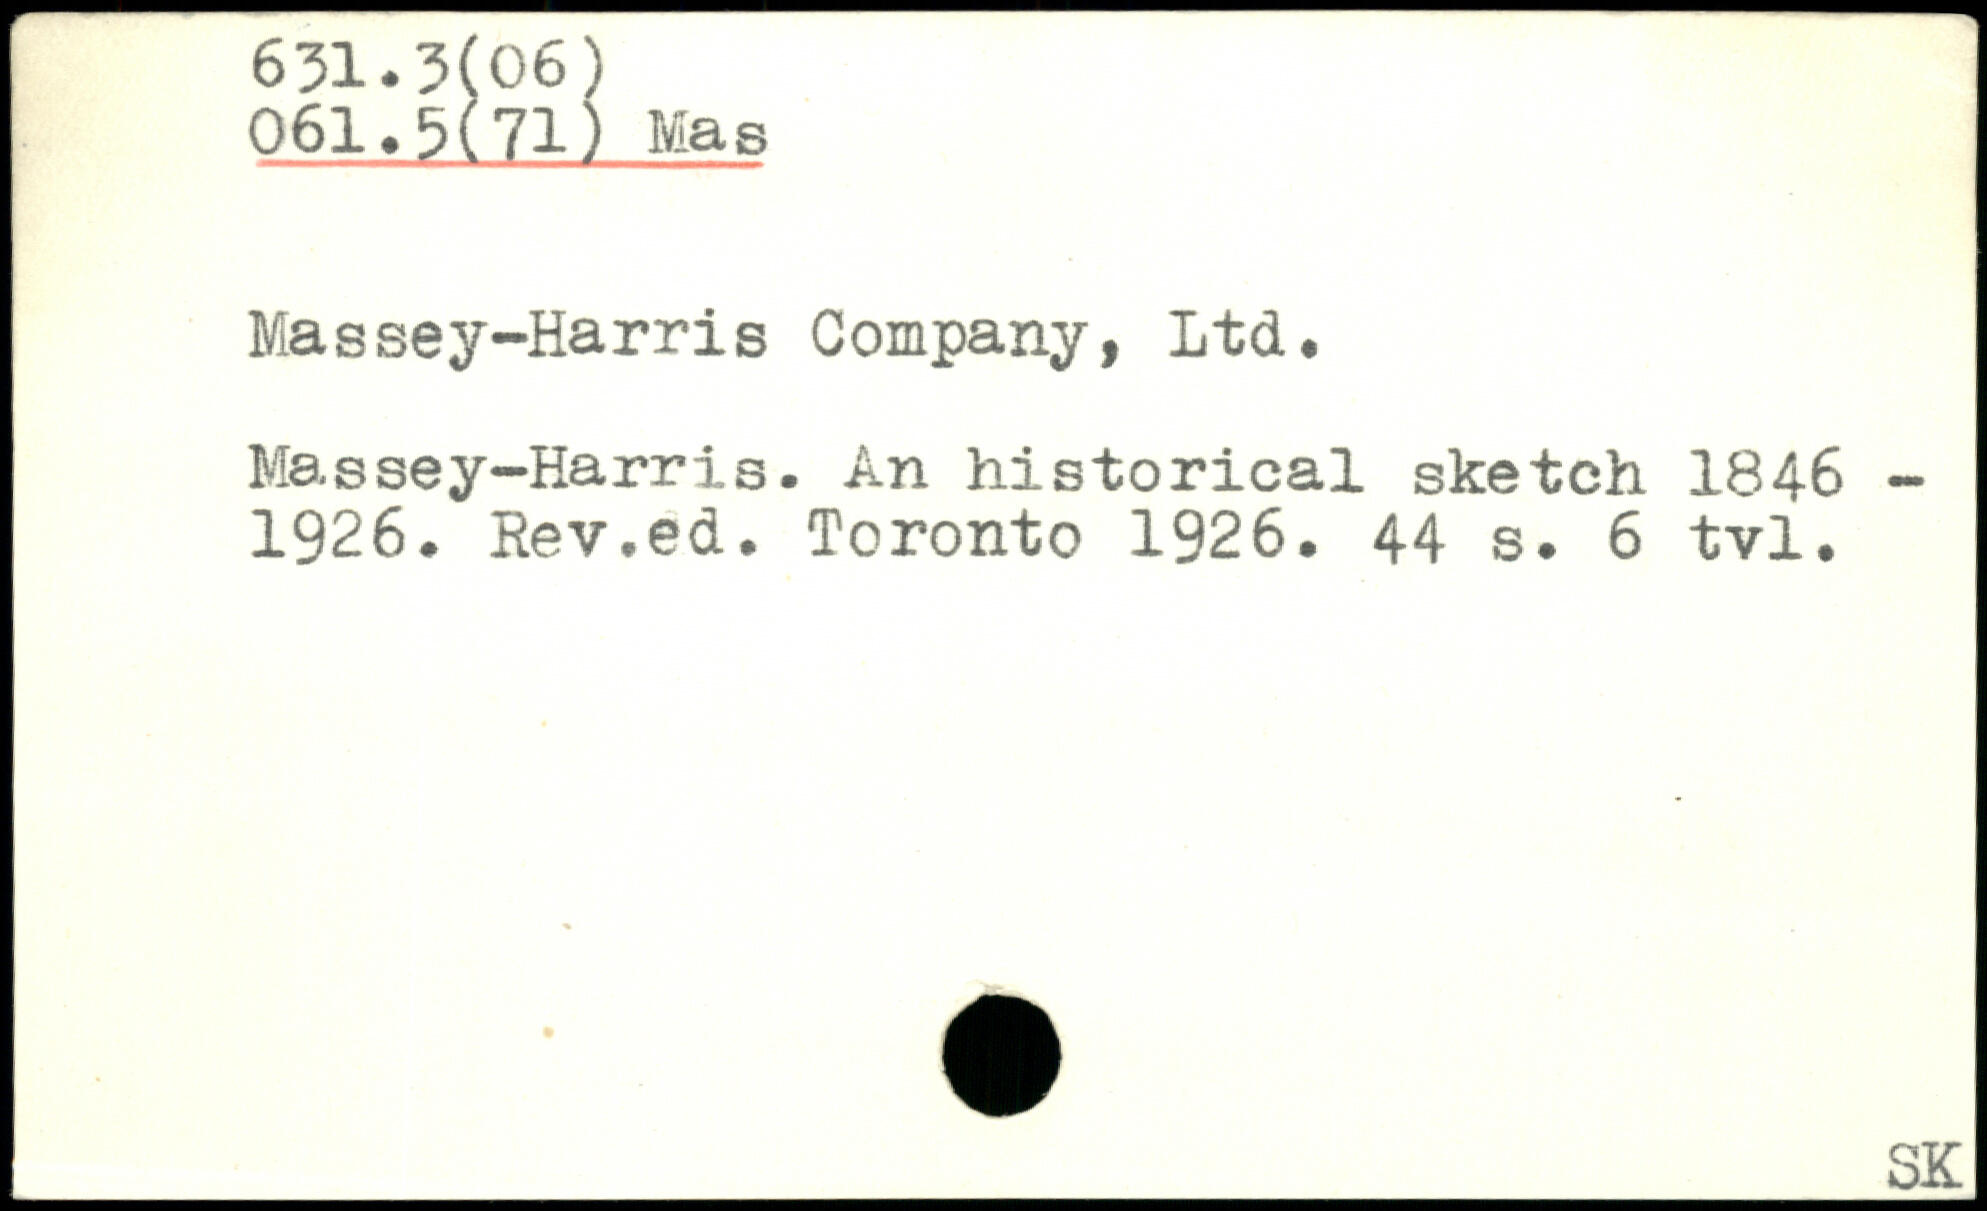 631.3(06)
061.5(71) Mas
Massey-Harris Company, Ltd.
Massey-Harris. An historical sketch 1846 -
1926. Rev.ed. Toronto 1926. 44 s. 6 tvl.
SK